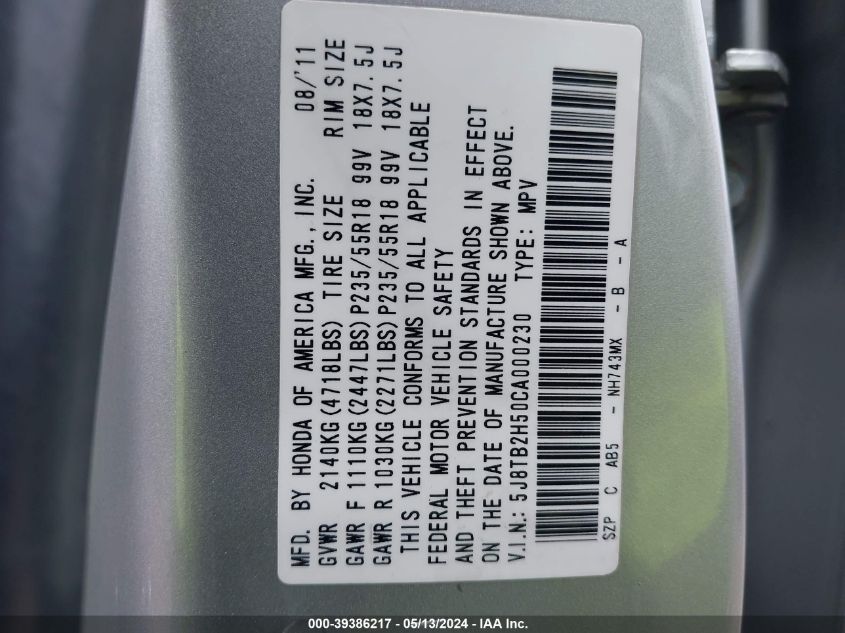 MFD. BY HONDA OF AMERICA MFG., INC. 08/'11
GVWR 2140KG(4718LBS) TIRE SIZE RIM SIZE
GAWR F 1110KG(2447LBS)P235/55R18 99V 18X7.5J
GAWR R 1030KG(2271LBS)P235/55R18 99V 18X7.5J
THIS VEHICLE CONFORMS TO ALL APPLICABLE
FEDERAL MOTOR VEHICLE SAFETY
AND THEFT PREVENTION STANDARDS IN EFFECT
ON THE DATE OF MANUFACTURE SHOWN ABOVE.
V.I.N.: 5J8TB2H50CA000230 TYPE: MPV
SZP C AB5 - NH743MX - B - A
000-39386217 - 05/13/2024 - IAA Inc.